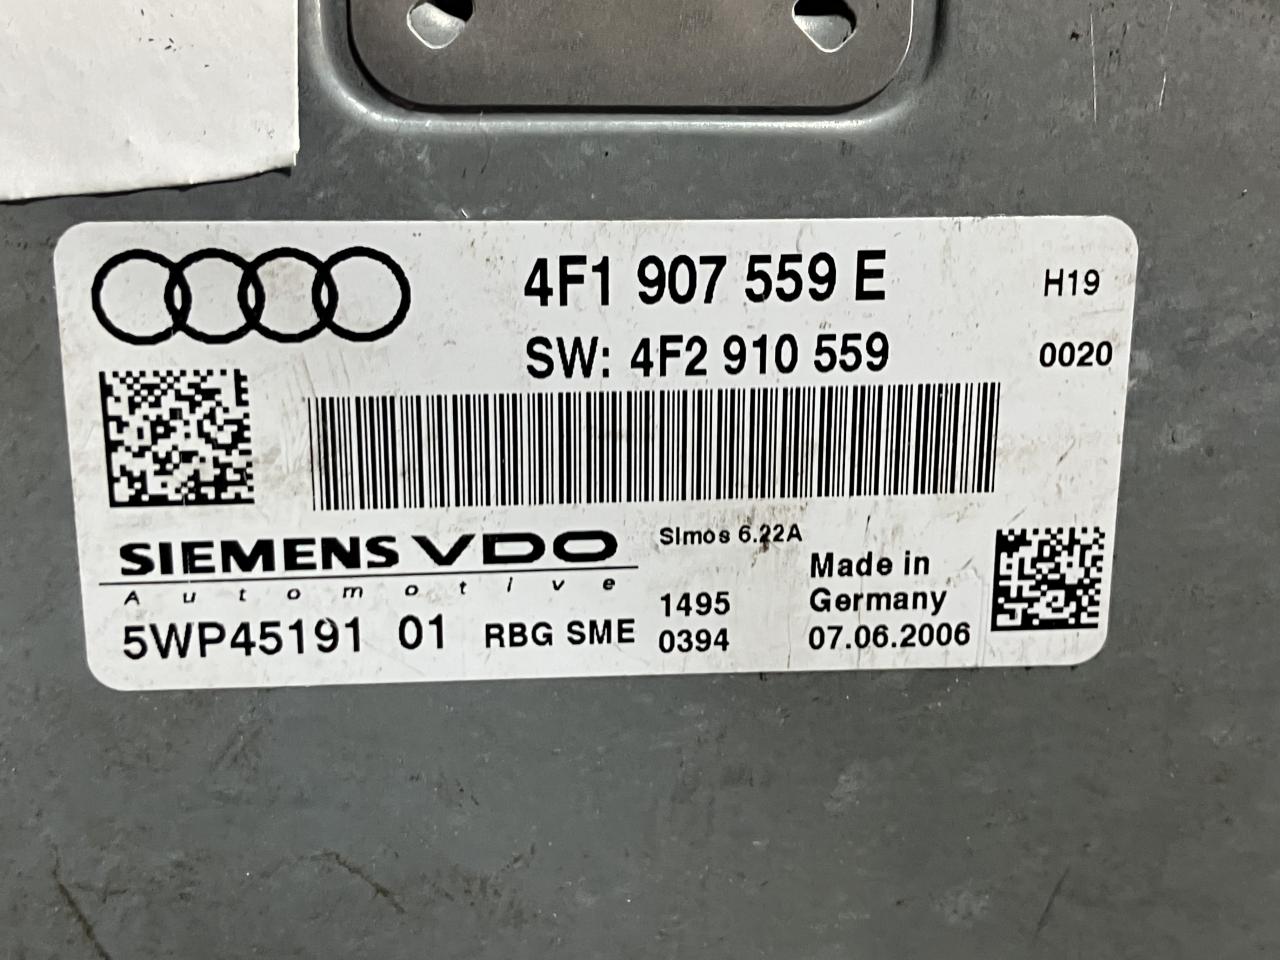 4F1 907 559 E
H19
SW: 4F2 910 559
0020
SIEMENS VDO
Automotive
5WP45191 01 RBG SME
Simos 6.22A
1495
0394
Made in
Germany
07.06.2006